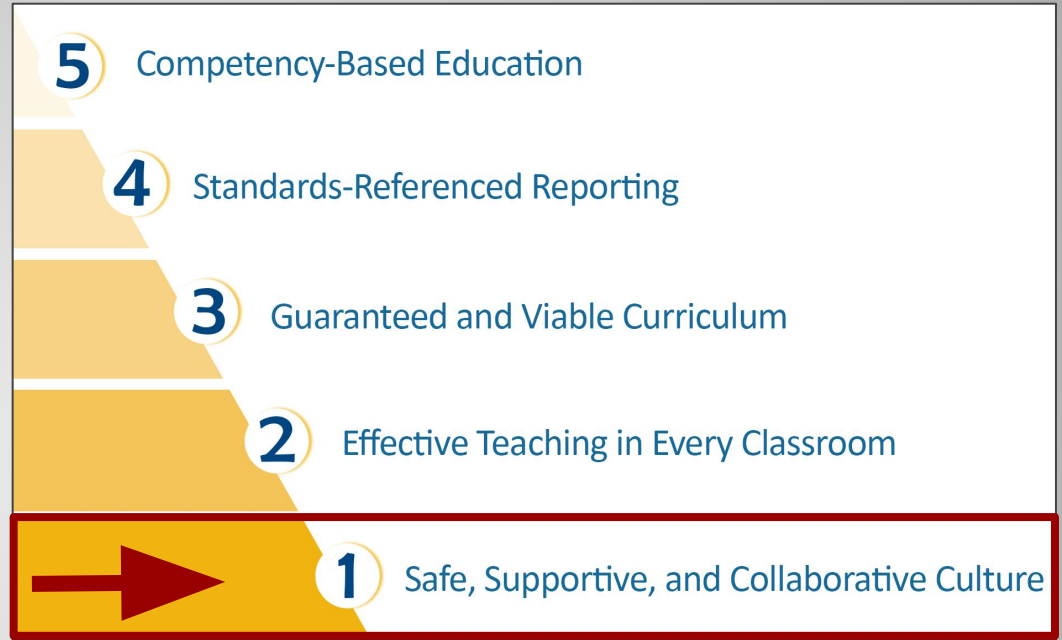 5 Competency-Based Education
4 Standards-Referenced Reporting
3 Guaranteed and Viable Curriculum
2 Effective Teaching in Every Classroom
1 Safe, Supportive, and Collaborative Culture